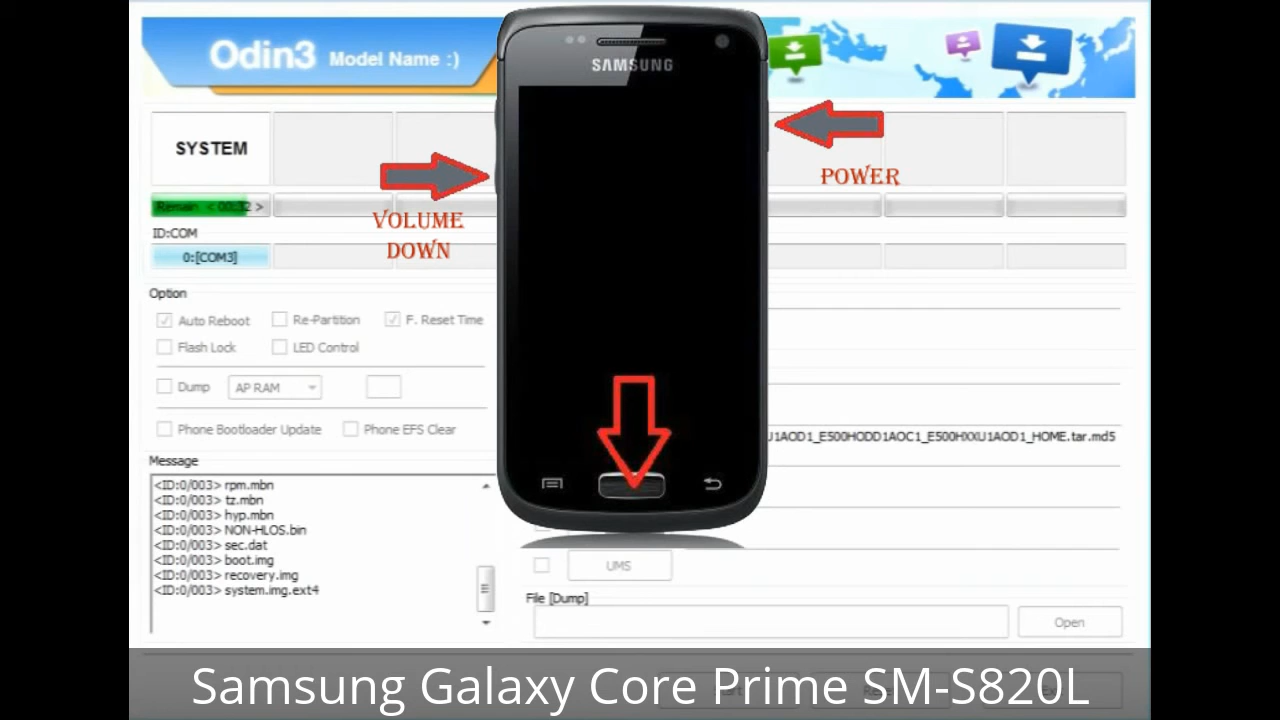 Odin3 Model Name :)
SAMSUNG
SYSTEM
POWER
VOLUME
DOWN
Remain < 00:32 >
ID:COM
0:[COM3]
Option
Auto Reboot
Re-Partition
F. Reset Time
Flash Lock
LED Control
Dump
AP RAM
Phone Bootloader Update
Phone EFS Clear
U1AOD1_E500HODD1AOC1_E500HXXU1AOD1_HOME.tar.md5
Message
<ID:0/003> rpm.mbn
<ID:0/003> tz.mbn
<ID:0/003> hyp.mbn
<ID:0/003> NON-HLOS.bin
<ID:0/003> sec.dat
<ID:0/003> boot.img
<ID:0/003> recovery.img
<ID:0/003> system.img.ext4
UMS
File [Dump]
Open
Samsung Galaxy Core Prime SM-S820L